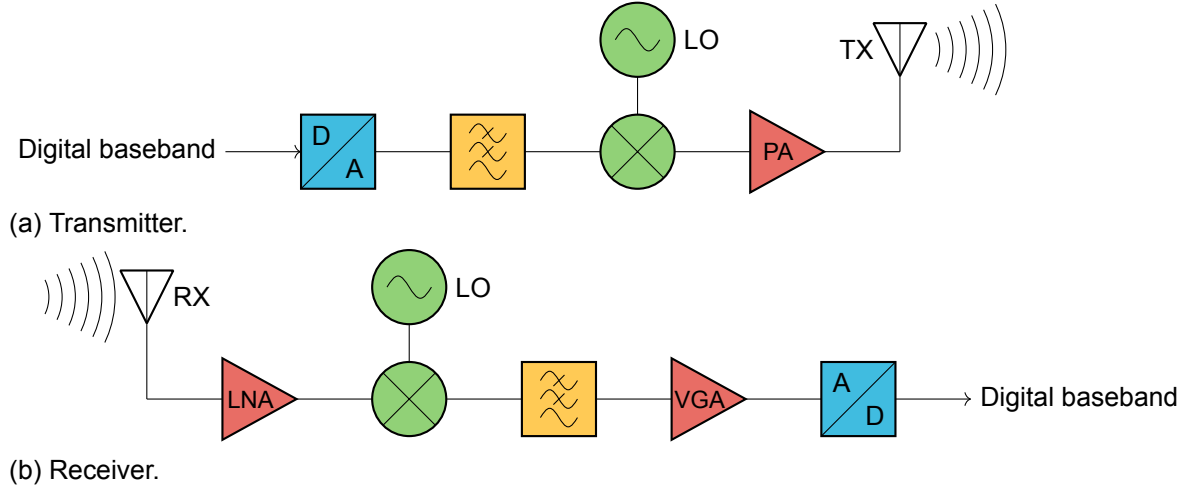 LO
TX
Digital baseband
D
A
PA
(a) Transmitter.
RX
LO
LNA
VGA
A
D
Digital baseband
(b) Receiver.